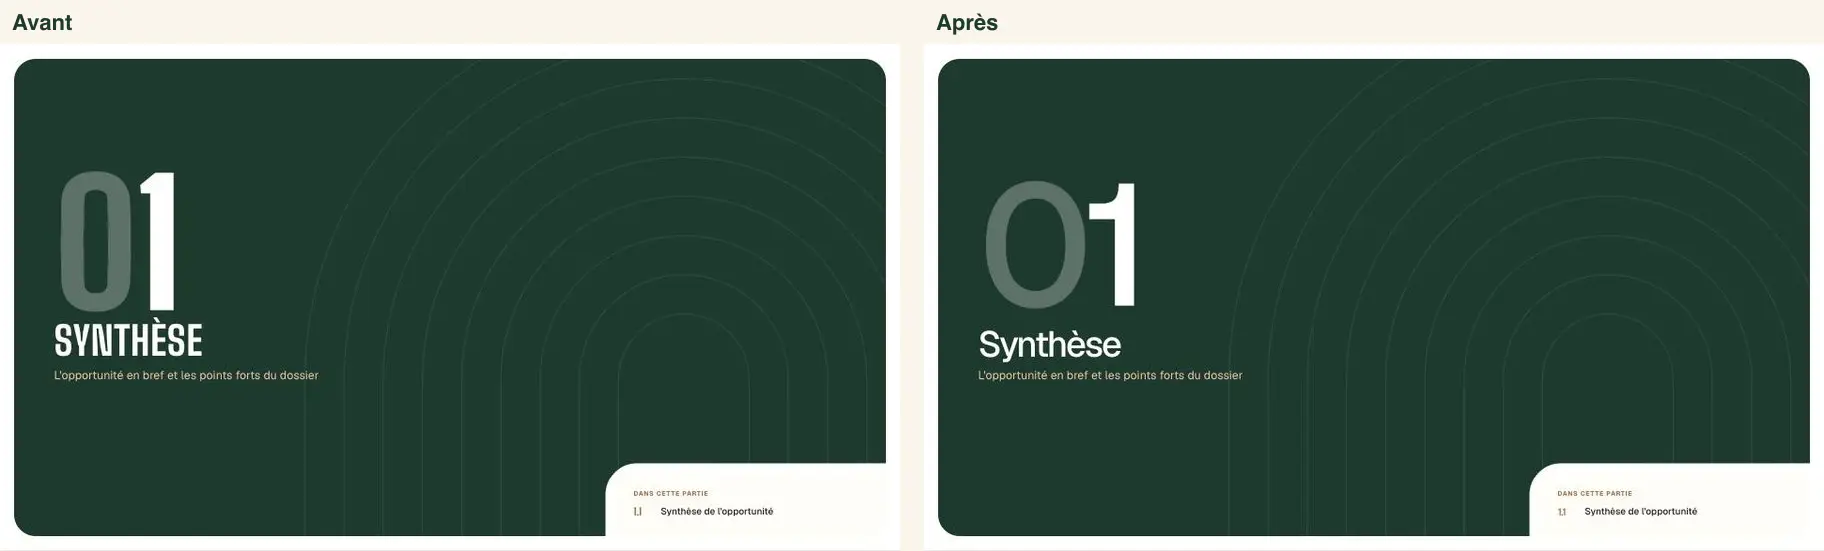 Avant
01
SYNTHÈSE
L'opportunité en bref et les points forts du dossier
DANS CETTE PARTIE
1.1 Synthèse de l'opportunité
Après
01
Synthèse
L'opportunité en bref et les points forts du dossier
DANS CETTE PARTIE
1.1 Synthèse de l'opportunité